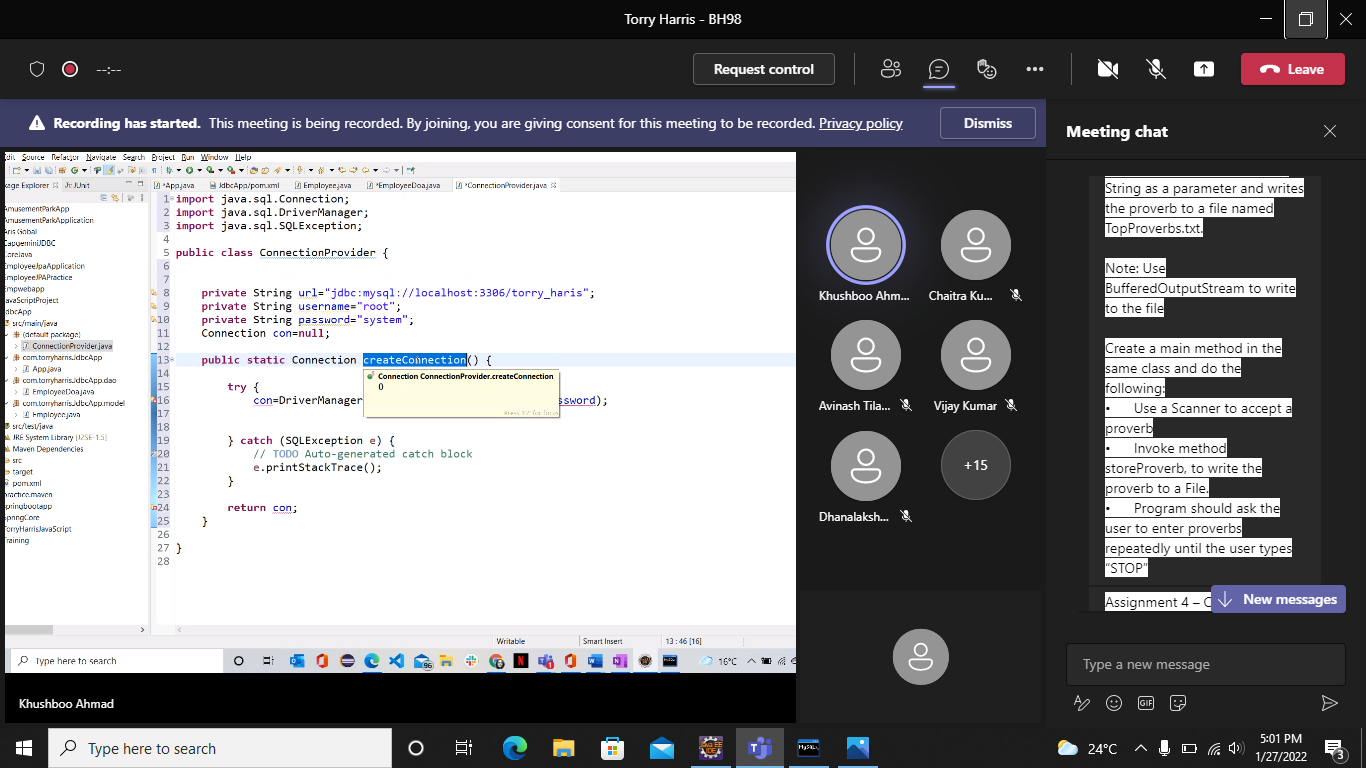 Torry Harris - BH98
--:--
Request control
Leave
Recording has started. This meeting is being recorded. By joining, you are giving consent for this meeting to be recorded. Privacy policy
Dismiss
Meeting chat
dit Source Refactor Navigate Search Project Run Window Help
kage Explorer JUnit
*App.java JdbcApp/pom.xml Employee.java *EmployeeDoa.java *ConnectionProvider.java
AmusementParkApp
AmusementParkApplication
Aris Gobal
CapgeminiJDBC
CoreJava
EmployeeJpaApplication
EmployeeJPAPractice
Empwebapp
JavaScriptProject
JdbcApp
src/main/java
(default package)
ConnectionProvider.java
com.torryharris.JdbcApp
App.java
com.torryharris.JdbcApp.dao
EmployeeDoa.java
com.torryharris.JdbcApp.model
Employee.java
src/test/java
JRE System Library [J2SE-1.5]
Maven Dependencies
src
target
pom.xml
practice.maven
springbootapp
SpringCore
TorryHarrisJavaScript
Training
1 import java.sql.Connection;
2 import java.sql.DriverManager;
3 import java.sql.SQLException;
4
5 public class ConnectionProvider {
6
7
8 private String url="jdbc:mysql://localhost:3306/torry_haris";
9 private String username="root";
10 private String password="system";
11 Connection con=null;
12
13 public static Connection createConnection() {
14
15 try {
16 con=DriverManager ssword);
17
18
19 } catch (SQLException e) {
20 // TODO Auto-generated catch block
21 e.printStackTrace();
22 }
23
24 return con;
25 }
26
27 }
28
Connection ConnectionProvider.createConnection
()
Press 'F2' for focus
Writable Smart Insert 13 : 46 [16]
Type here to search
96
16°C
Khushboo Ahmad
Khushboo Ahm...
Chaitra Ku...
Avinash Tila...
Vijay Kumar
Dhanalaksh...
+15
String as a parameter and writes
the proverb to a file named
TopProverbs.txt.
Note: Use
BufferedOutputStream to write
to the file
Create a main method in the
same class and do the
following:
• Use a Scanner to accept a
proverb
• Invoke method
storeProverb, to write the
proverb to a File.
• Program should ask the
user to enter proverbs
repeatedly until the user types
“STOP”
Assignment 4 – C
New messages
Type a new message
GIF
Type here to search
24°C
5:01 PM
1/27/2022
3